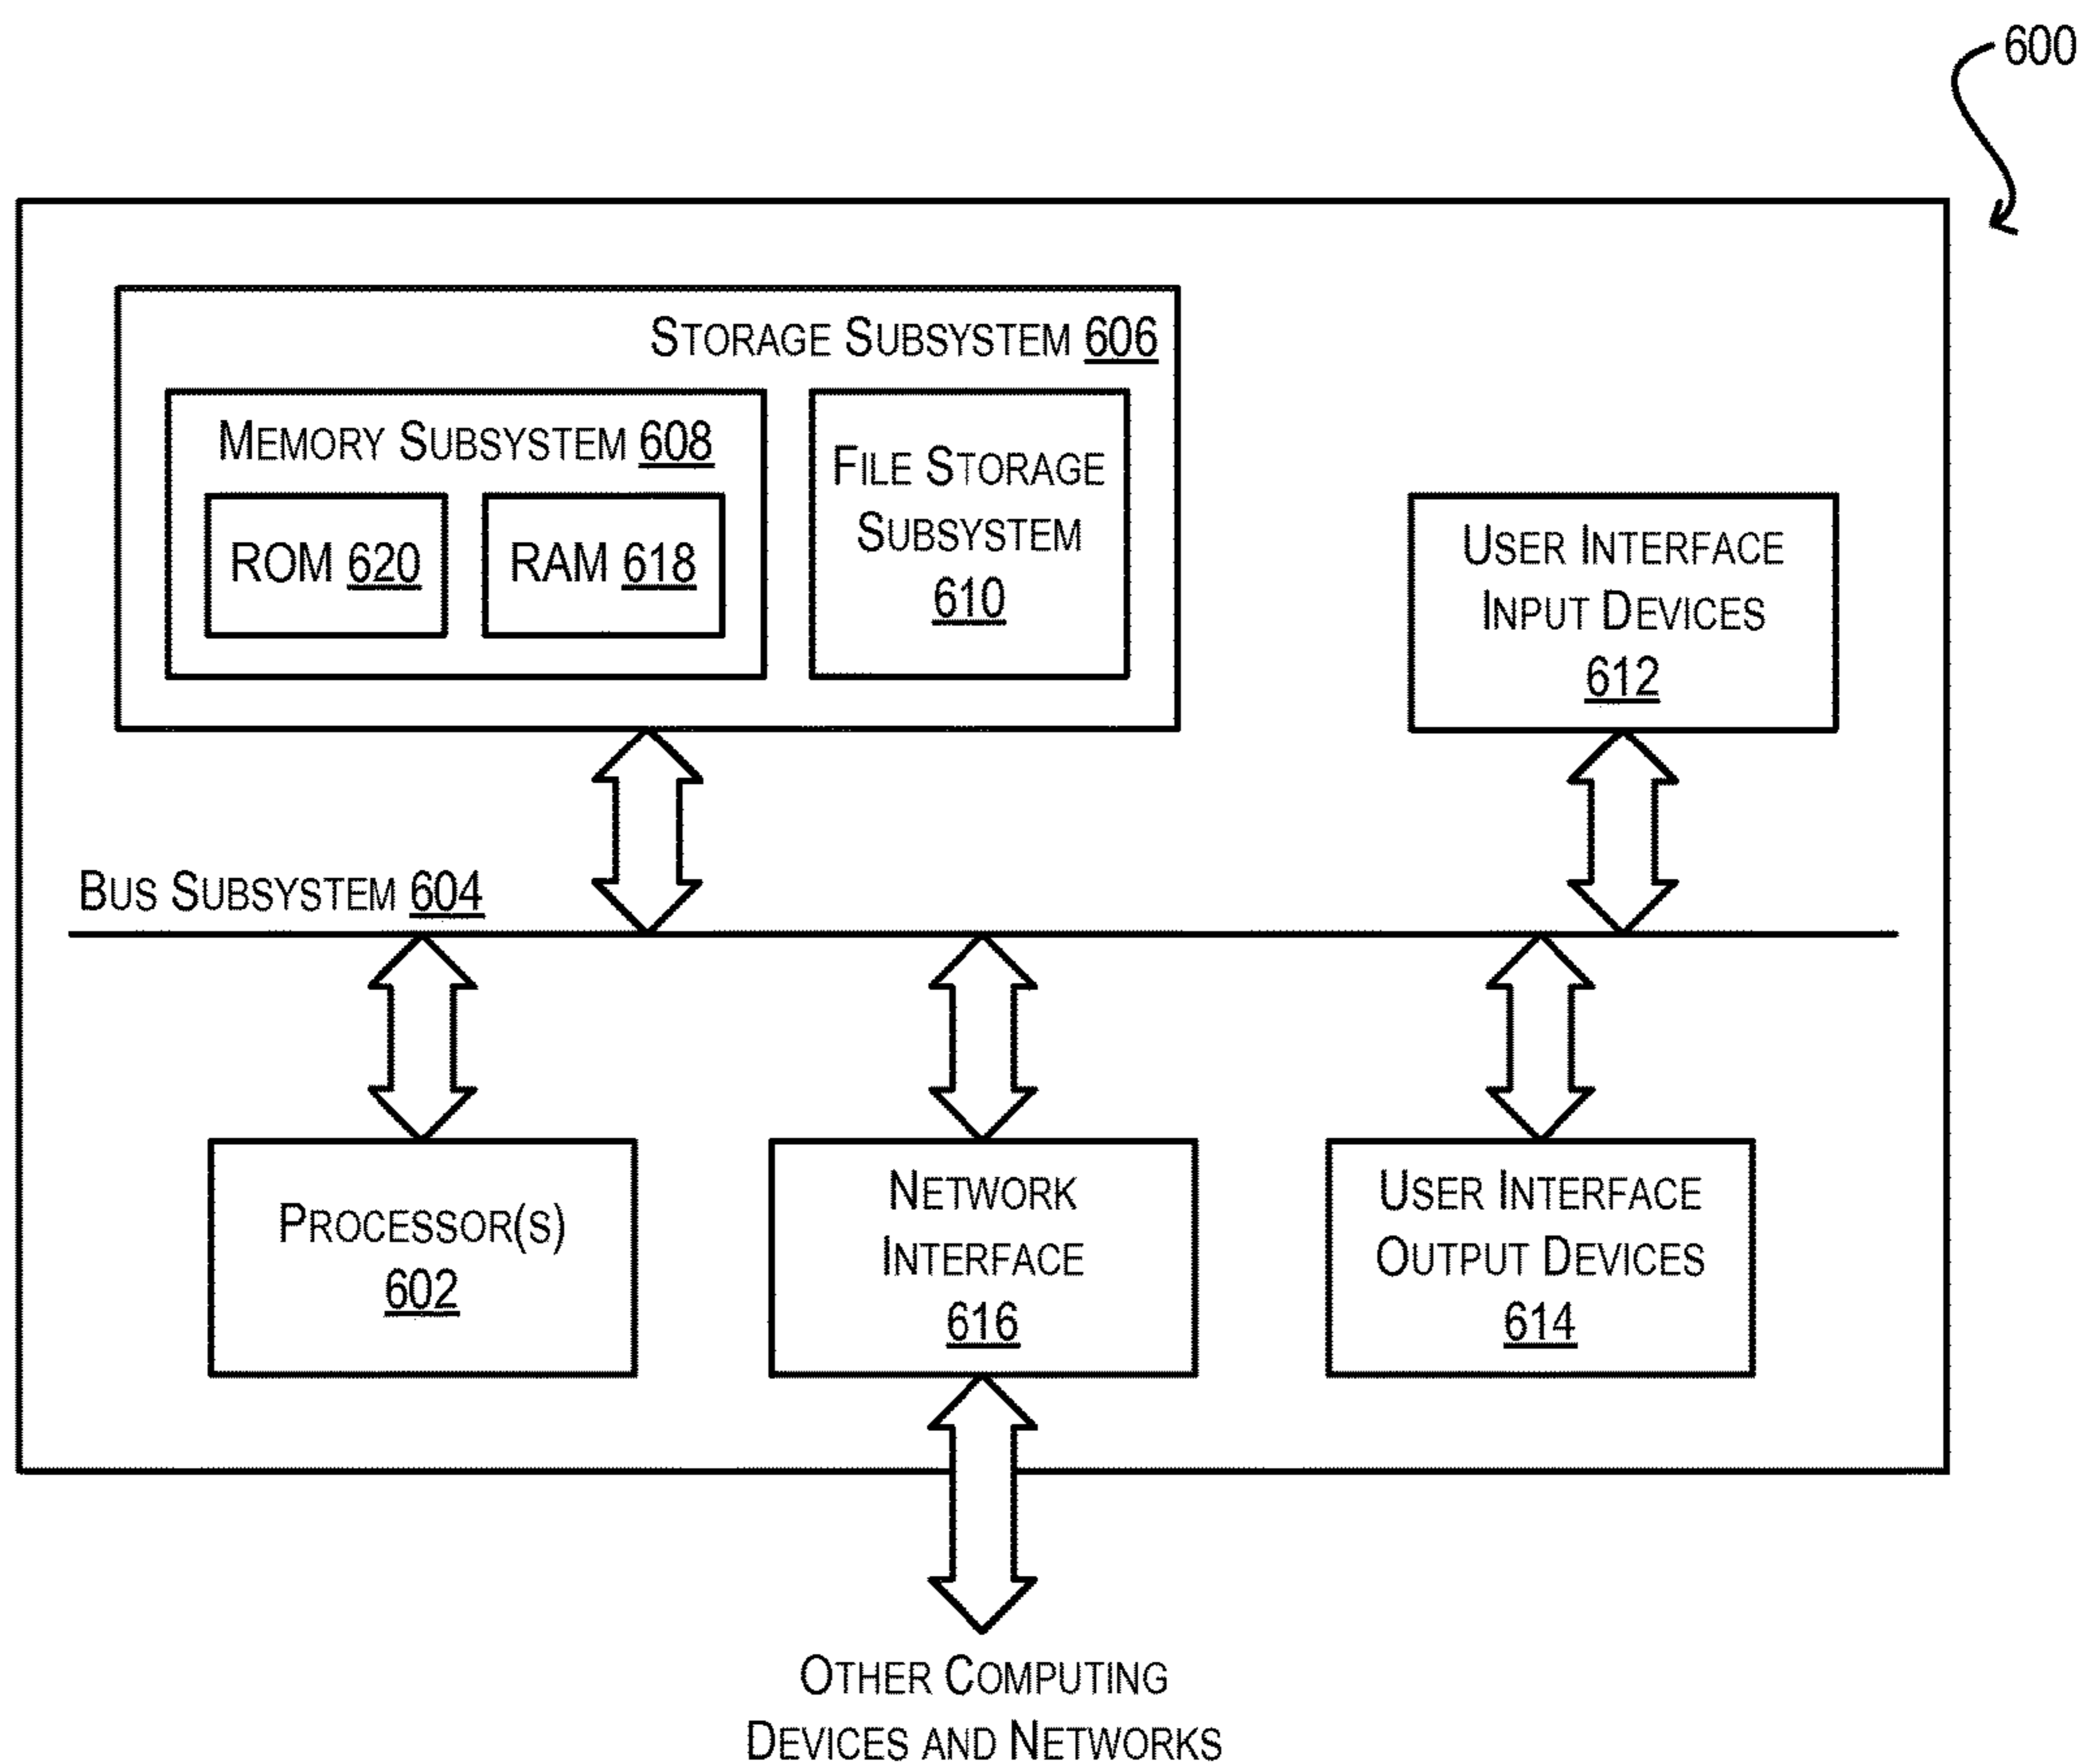 600
STORAGE SUBSYSTEM 606
MEMORY SUBSYSTEM 608
ROM 620
RAM 618
FILE STORAGE
SUBSYSTEM
610
USER INTERFACE
INPUT DEVICES
612
BUS SUBSYSTEM 604
PROCESSOR(S)
602
NETWORK
INTERFACE
616
USER INTERFACE
OUTPUT DEVICES
614
OTHER COMPUTING
DEVICES AND NETWORKS